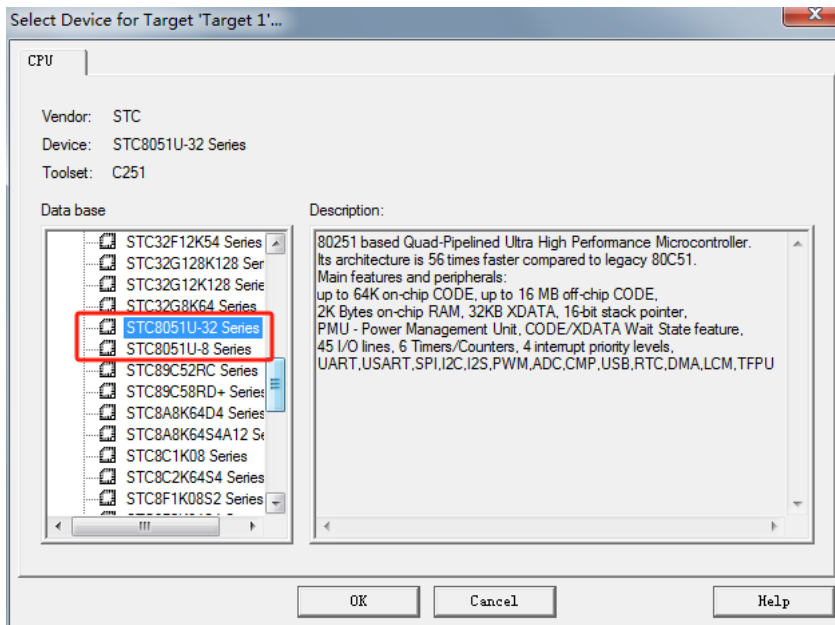 Select Device for Target 'Target 1'...
CPU
Vendor: STC
Device: STC8051U-32 Series
Toolset: C251
Data base
Description:
STC32F12K54 Series
STC32G128K128 Ser
STC32G12K128 Serie
STC32G8K64 Series
STC8051U-32 Series
STC8051U-8 Series
STC89C52RC Series
STC89C58RD+ Series
STC8A8K64D4 Series
STC8A8K64S4A12 Se
STC8C1K08 Series
STC8C2K64S4 Series
STC8F1K08S2 Series
80251 based Quad-Pipelined Ultra High Performance Microcontroller.
Its architecture is 56 times faster compared to legacy 80C51.
Main features and peripherals:
up to 64K on-chip CODE, up to 16 MB off-chip CODE,
2K Bytes on-chip RAM, 32KB XDATA, 16-bit stack pointer,
PMU - Power Management Unit, CODE/XDATA Wait State feature,
45 I/O lines, 6 Timers/Counters, 4 interrupt priority levels,
UART,USART,SPI,I2C,I2S,PWM,ADC,CMP,USB,RTC,DMA,LCM,TFPU
OK
Cancel
Help